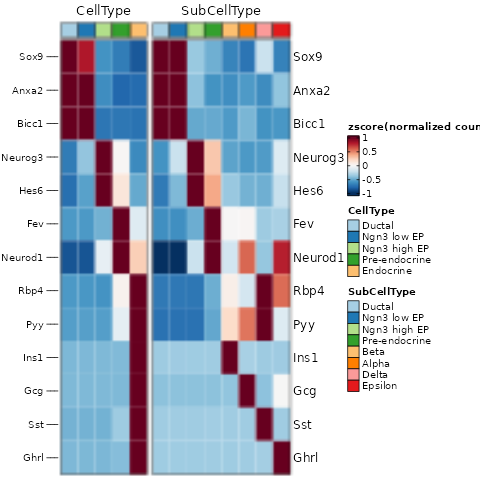 CellType SubCellType
Sox9 Sox9
Anxa2 Anxa2
Bicc1 Bicc1
Neurog3 Neurog3
Hes6 Hes6
Fev Fev
Neurod1 Neurod1
Rbp4 Rbp4
Pyy Pyy
Ins1 Ins1
Gcg Gcg
Sst Sst
Ghrl Ghrl
zscore(normalized coun
1
0.5
0
-0.5
-1
CellType
Ductal
Ngn3 low EP
Ngn3 high EP
Pre-endocrine
Endocrine
SubCellType
Ductal
Ngn3 low EP
Ngn3 high EP
Pre-endocrine
Beta
Alpha
Delta
Epsilon